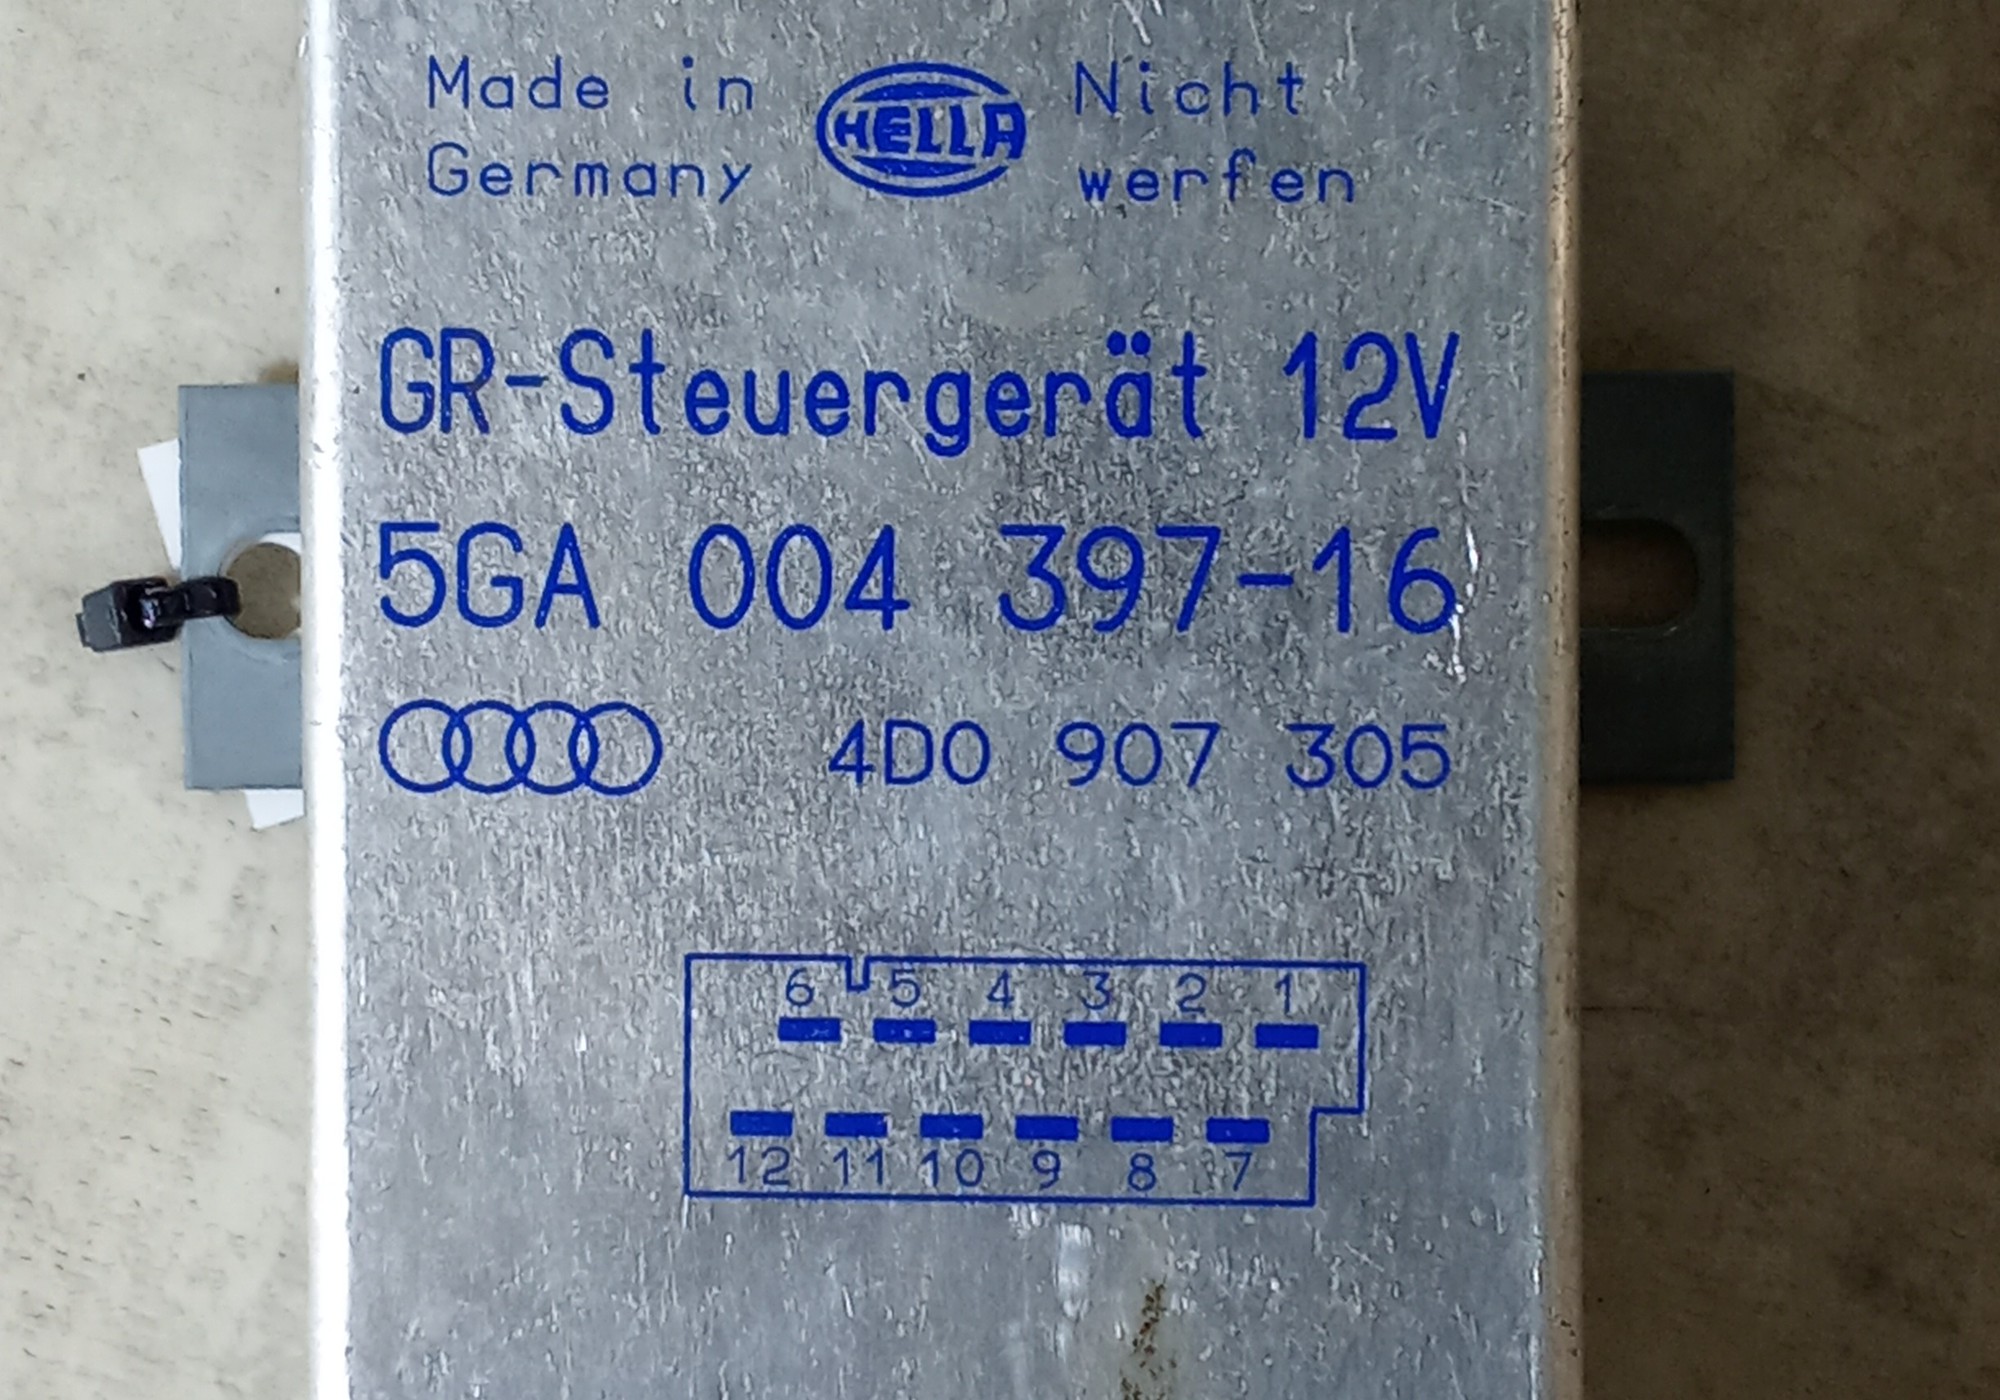 Made in
Germany
HELLA
Nicht
werfen
GR-Steuergerät 12V
5GA 004 397-16
4D0 907 305
6 5 4 3 2 1
12 11 10 9 8 7